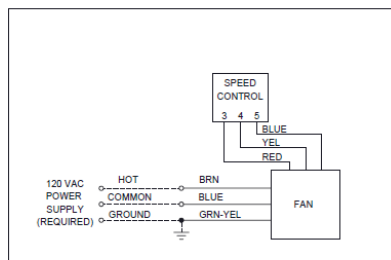 SPEED
CONTROL
3 4 5
BLUE
YEL
RED
120 VAC
POWER
SUPPLY
(REQUIRED)
HOT
BRN
COMMON
BLUE
GROUND
GRN-YEL
FAN